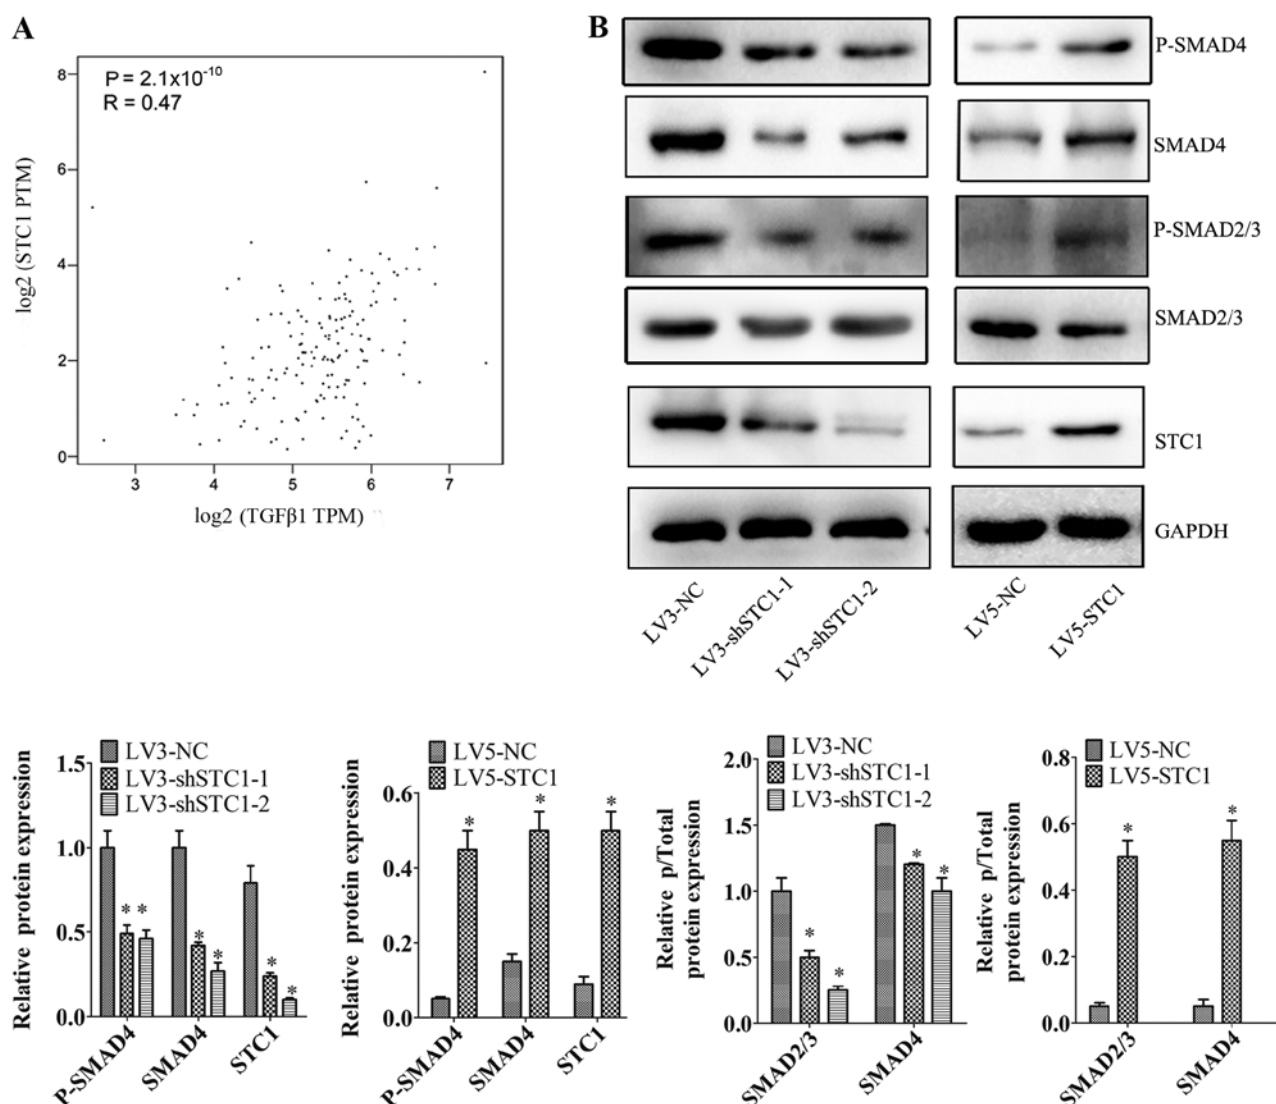 A
P = 2.1x10⁻¹⁰
R = 0.47
8
6
4
2
0
log2 (STC1 PTM)
3 4 5 6 7
log2 (TGFβ1 TPM)
B
P-SMAD4
SMAD4
P-SMAD2/3
SMAD2/3
STC1
GAPDH
LV3-NC
LV3-shSTC1-1
LV3-shSTC1-2
LV5-NC
LV5-STC1
LV3-NC
LV3-shSTC1-1
LV3-shSTC1-2
Relative protein expression
1.5
1.0
0.5
0.0
* *
* *
* *
P-SMAD4
SMAD4
STC1
LV5-NC
LV5-STC1
Relative protein expression
0.6
0.4
0.2
0.0
* * *
P-SMAD4
SMAD4
STC1
LV3-NC
LV3-shSTC1-1
LV3-shSTC1-2
Relative p/Total
protein expression
2.0
1.5
1.0
0.5
0.0
* *
* *
SMAD2/3
SMAD4
LV5-NC
LV5-STC1
Relative p/Total
protein expression
0.8
0.6
0.4
0.2
0.0
* *
SMAD2/3
SMAD4